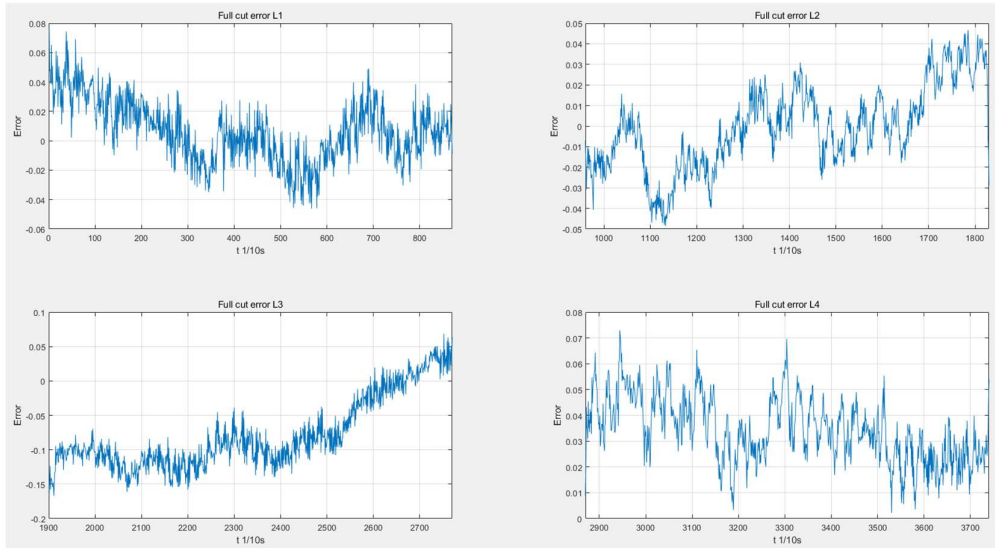 Full cut error L1
0.08
0.06
0.04
0.02
0
-0.02
-0.04
-0.06
Error
0 100 200 300 400 500 600 700 800
t 1/10s
Full cut error L2
0.05
0.04
0.03
0.02
0.01
0
-0.01
-0.02
-0.03
-0.04
-0.05
Error
1000 1100 1200 1300 1400 1500 1600 1700 1800
t 1/10s
Full cut error L3
0.1
0.05
0
-0.05
-0.1
-0.15
-0.2
Error
1900 2000 2100 2200 2300 2400 2500 2600 2700
t 1/10s
Full cut error L4
0.08
0.07
0.06
0.05
0.04
0.03
0.02
0.01
0
Error
2900 3000 3100 3200 3300 3400 3500 3600 3700
t 1/10s